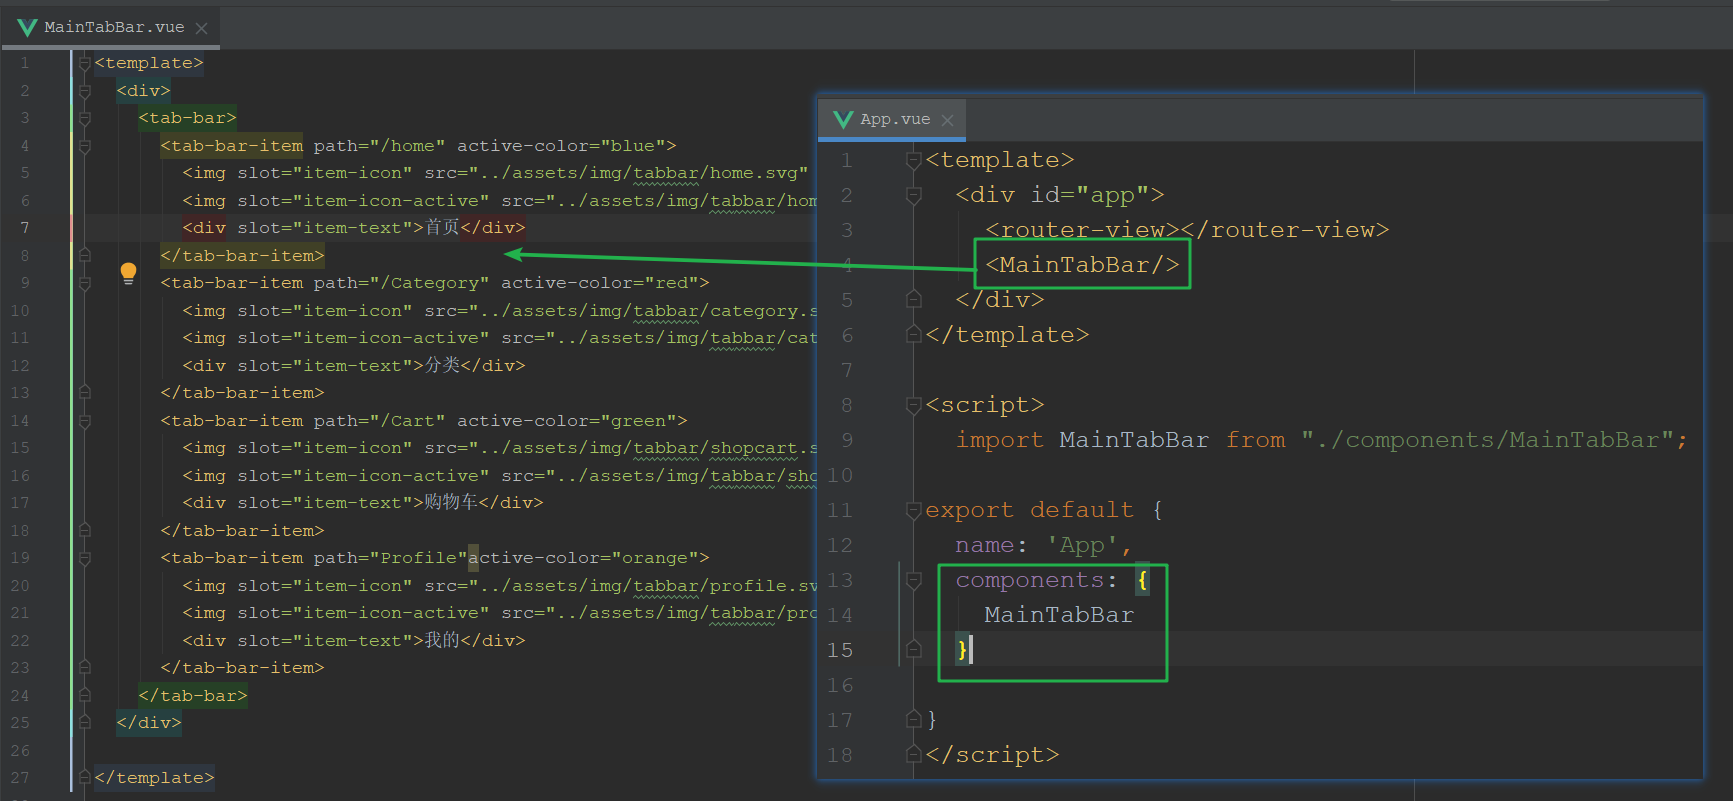 MainTabBar.vue
1 <template>
2 <div>
3 <tab-bar>
4 <tab-bar-item path="/home" active-color="blue">
5 <img slot="item-icon" src="../assets/img/tabbar/home.svg"
6 <img slot="item-icon-active" src="../assets/img/tabbar/hom
7 <div slot="item-text">首页</div>
8 </tab-bar-item>
9 <tab-bar-item path="/Category" active-color="red">
10 <img slot="item-icon" src="../assets/img/tabbar/category.s
11 <img slot="item-icon-active" src="../assets/img/tabbar/cat
12 <div slot="item-text">分类</div>
13 </tab-bar-item>
14 <tab-bar-item path="/Cart" active-color="green">
15 <img slot="item-icon" src="../assets/img/tabbar/shopcart.s
16 <img slot="item-icon-active" src="../assets/img/tabbar/sho
17 <div slot="item-text">购物车</div>
18 </tab-bar-item>
19 <tab-bar-item path="Profile"active-color="orange">
20 <img slot="item-icon" src="../assets/img/tabbar/profile.sv
21 <img slot="item-icon-active" src="../assets/img/tabbar/pro
22 <div slot="item-text">我的</div>
23 </tab-bar-item>
24 </tab-bar>
25 </div>
26
27 </template>
App.vue
1 <template>
2 <div id="app">
3 <router-view></router-view>
4 <MainTabBar/>
5 </div>
6 </template>
7
8 <script>
9 import MainTabBar from "./components/MainTabBar";
10
11 export default {
12 name: 'App',
13 components: {
14 MainTabBar
15 }
16
17 }
18 </script>